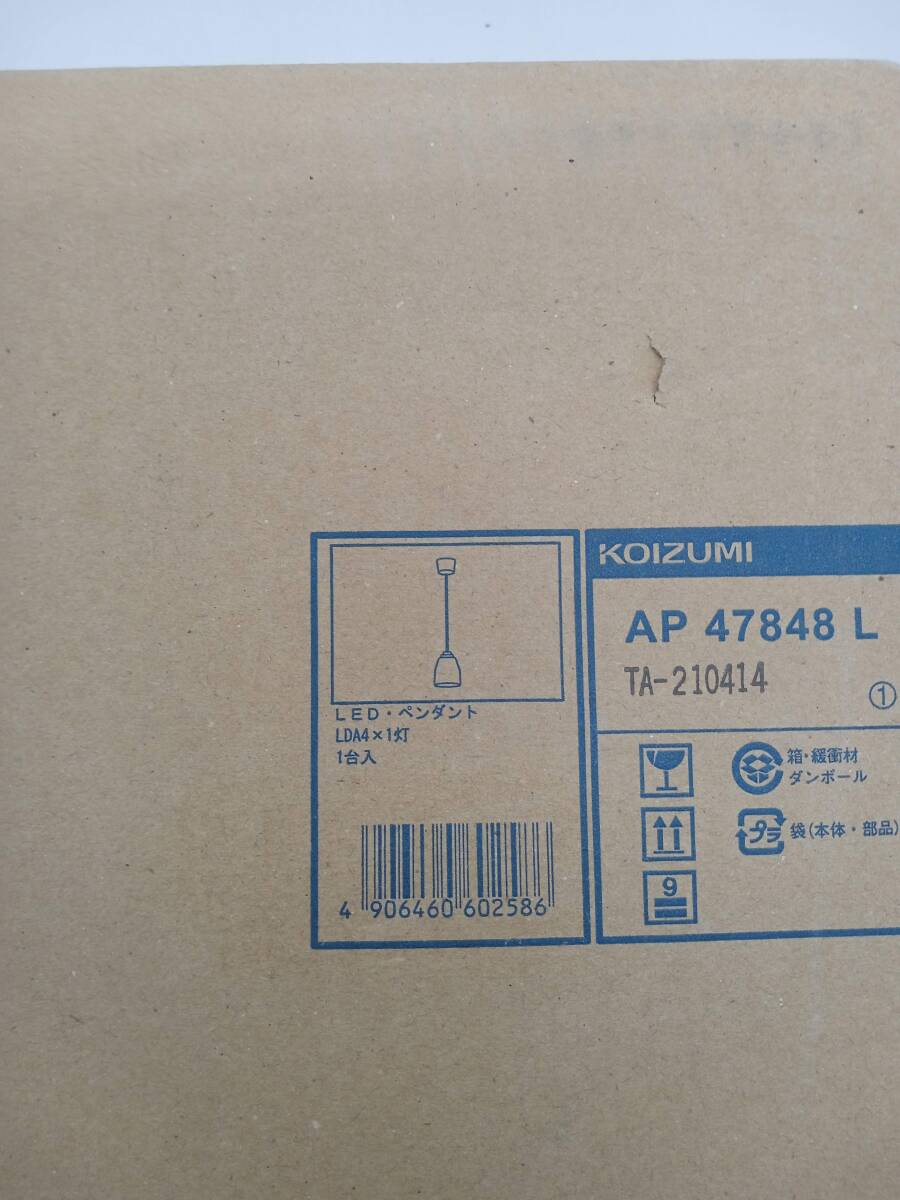 LED・ペンダント
LDA4×1灯
1台入
4 906460 602586
KOIZUMI
AP 47848 L
TA-210414
①
箱・緩衝材
ダンボール
プラ
袋(本体・部品)
9